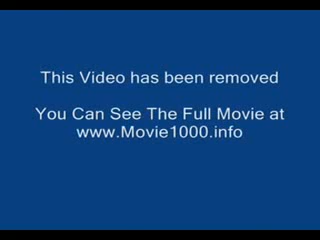 This Video has been removed
You Can See The Full Movie at
www.Movie1000.info